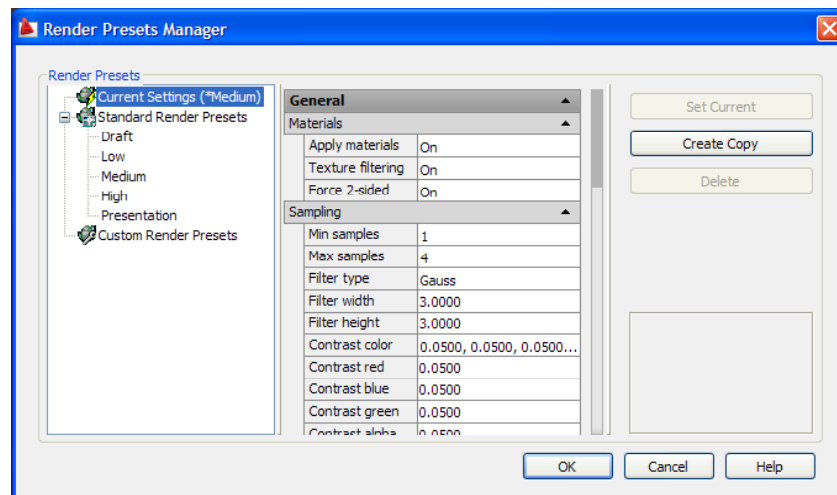 Render Presets Manager
Render Presets
Current Settings (*Medium)
Standard Render Presets
Draft
Low
Medium
High
Presentation
Custom Render Presets
General
Materials
Apply materials On
Texture filtering On
Force 2-sided On
Sampling
Min samples 1
Max samples 4
Filter type Gauss
Filter width 3.0000
Filter height 3.0000
Contrast color 0.0500, 0.0500, 0.0500...
Contrast red 0.0500
Contrast blue 0.0500
Contrast green 0.0500
Contrast alpha 0.0500
Set Current
Create Copy
Delete
OK
Cancel
Help